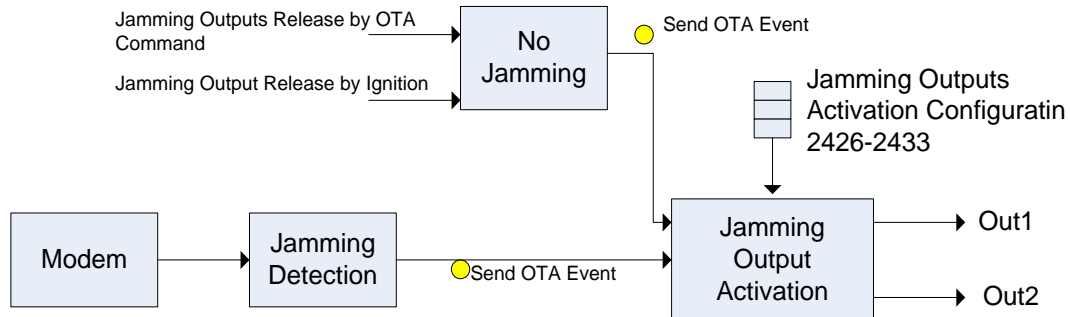 Jamming Outputs Release by OTA
Command
Jamming Output Release by Ignition
No
Jamming
Send OTA Event
Jamming Outputs
Activation Configuratin
2426-2433
Modem
Jamming
Detection
Send OTA Event
Jamming
Output
Activation
Out1
Out2